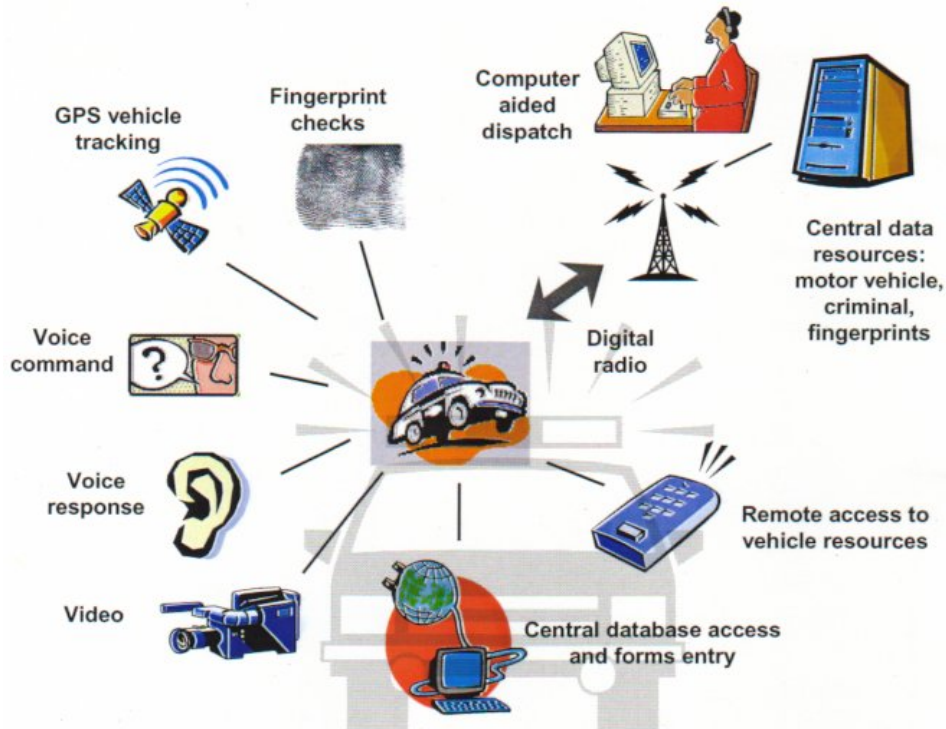 GPS vehicle
tracking
Fingerprint
checks
Computer
aided
dispatch
Central data
resources:
motor vehicle,
criminal,
fingerprints
Voice
command
?
Digital
radio
Voice
response
Remote access to
vehicle resources
Video
Central database access
and forms entry